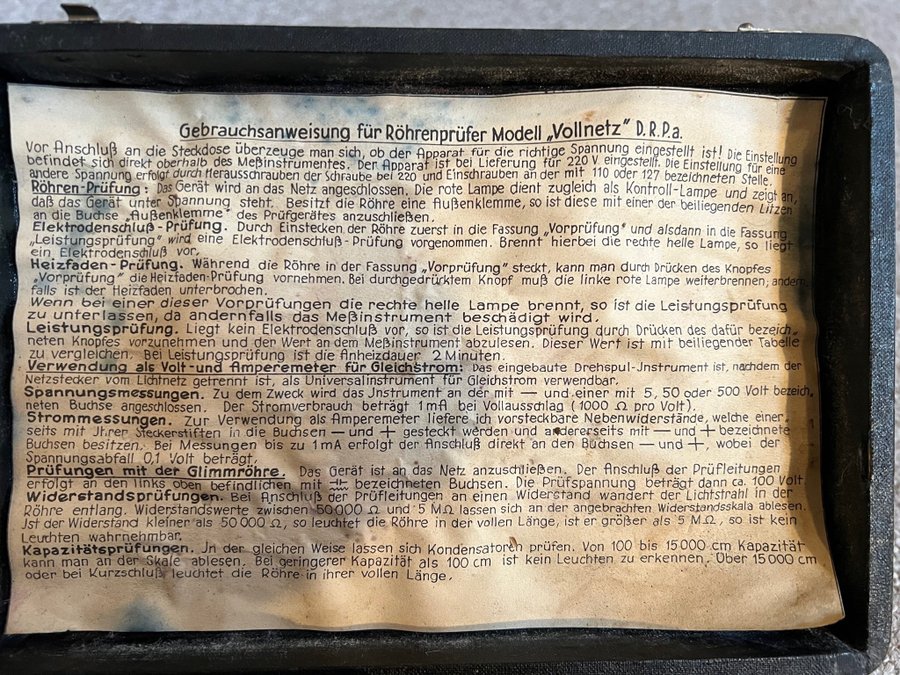 Gebrauchsanweisung für Röhrenprüfer Modell „Vollnetz" D.R.P.a.
Vor Anschluß an die Steckdose überzeuge man sich, ob der Apparat für die richtige Spannung eingestellt ist! Die Einstellung
befindet sich direkt oberhalb des Meßinstrumentes. Der Apparat ist bei Lieferung für 220 V eingestellt. Die Einstellung für eine
andere Spannung erfolgt durch Herausschrauben der Schraube bei 220 und Einschrauben an der mit 110 oder 127 bezeichneten Stelle.
Röhren-Prüfung: Das Gerät wird an das Netz angeschlossen. Die rote Lampe dient zugleich als Kontroll-Lampe und zeigt an,
daß das Gerät unter Spannung steht. Besitzt die Röhre eine Außenklemme, so ist diese mit einer der beiliegenden Litzen
an die Buchse „Außenklemme" des Prüfgerätes anzuschließen.
Elektrodenschluß-Prüfung. Durch Einstecken der Röhre zuerst in die Fassung „Vorprüfung" und alsdann in die Fassung
„Leistungsprüfung" wird eine Elektrodenschluß-Prüfung vorgenommen. Brennt hierbei die rechte helle Lampe, so liegt
ein Elektrodenschluß vor.
Heizfaden-Prüfung. Während die Röhre in der Fassung „Vorprüfung" steckt, kann man durch Drücken des Knopfes
„Vorprüfung" die Heizfaden-Prüfung vornehmen. Bei durchgedrücktem Knopf muß die linke rote Lampe weiterbrennen; andern
falls ist der Heizfaden unterbrochen.
Wenn bei einer dieser Vorprüfungen die rechte helle Lampe brennt, so ist die Leistungsprüfung
zu unterlassen, da andernfalls das Meßinstrument beschädigt wird.
Leistungsprüfung. Liegt kein Elektrodenschluß vor, so ist die Leistungsprüfung durch Drücken des dafür bezeich-
neten Knopfes vorzunehmen und der Wert an dem Meßinstrument abzulesen. Dieser Wert ist mit beiliegender Tabelle
zu vergleichen. Bei Leistungsprüfung ist die Anheizdauer 2 Minuten.
Verwendung als Volt- und Amperemeter für Gleichstrom: Das eingebaute Drehspul-Jnstrument ist, nachdem der
Netzstecker vom Lichtnetz getrennt ist, als Universalinstrument für Gleichstrom verwendbar.
Spannungsmessungen. Zu dem Zweck wird das Jnstrument an der mit — und einer mit 5, 50 oder 500 Volt bezeich,
neten Buchse angeschlossen. Der Stromverbrauch beträgt 1 mA bei Vollausschlag (1000 Ω pro Volt).
Strommessungen. Zur Verwendung als Amperemeter liefere ich vorsteckbare Nebenwiderstände, welche einer,
seits mit Jhren Steckerstiften in die Buchsen — und + gesteckt werden und andererseits mit — und + bezeichnete
Buchsen besitzen. Bei Messungen bis zu 1 mA erfolgt der Anschluß direkt an den Buchsen — und +, wobei der
Spannungsabfall 0,1 Volt beträgt.
Prüfungen mit der Glimmröhre. Das Gerät ist an das Netz anzuschließen. Der Anschluß der Prüfleitungen
erfolgt an den links oben befindlichen mit bezeichneten Buchsen. Die Prüfspannung beträgt dann ca. 100 Volt.
Widerstandsprüfungen. Bei Anschluß der Prüfleitungen an einen Widerstand wandert der Lichtstrahl in der
Röhre entlang. Widerstandswerte zwischen 50 000 Ω und 5 MΩ lassen sich an der angebrachten Widerstandsskala ablesen.
Jst der Widerstand kleiner als 50 000 Ω, so leuchtet die Röhre in der vollen Länge, ist er größer als 5 MΩ, so ist kein
Leuchten wahrnehmbar.
Kapazitätsprüfungen. Jn der gleichen Weise lassen sich Kondensatoren prüfen. Von 100 bis 15 000 cm Kapazität
kann man an der Skale ablesen. Bei geringerer Kapazität als 100 cm ist kein Leuchten zu erkennen. Über 15 000 cm
oder bei Kurzschluß leuchtet die Röhre in ihrer vollen Länge.